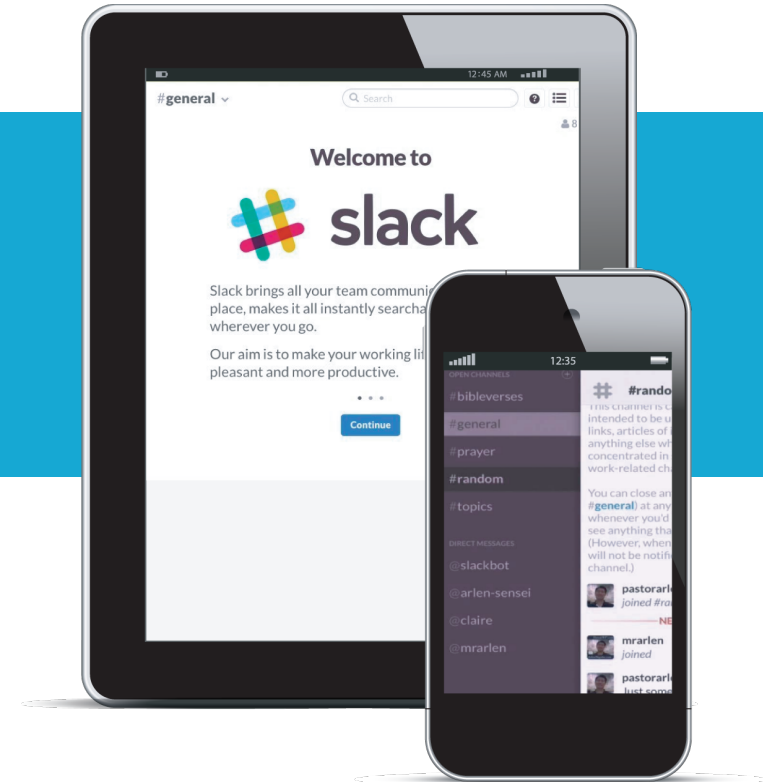 12:45 AM
#general
Search
?
8
Welcome to
slack
Slack brings all your team communic
place, makes it all instantly searcha
wherever you go.
Our aim is to make your working li
pleasant and more productive.
Continue
12:35
OPEN CHANNELS
#bibleverses
#general
#prayer
#random
#topics
DIRECT MESSAGES
@slackbot
@arlen-sensei
@claire
@mrarlen
#rando
This channel is c
intended to be u
links, articles of
anything else wh
concentrated in
work-related cha
You can close an
#general) at any
whenever you'd
see anything tha
(However, when
will not be notifi
channel.)
pastorarl
joined #ra
NE
mrarlen
joined
pastorarl
Just some